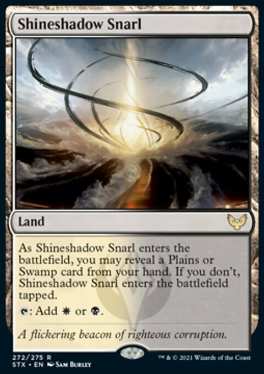 Shineshadow Snarl
Land
As Shineshadow Snarl enters the
battlefield, you may reveal a Plains or
Swamp card from your hand. If you don't,
Shineshadow Snarl enters the battlefield
tapped.
: Add or .
A flickering beacon of righteous corruption.
272/275 R
STX • EN Sam Burley
™ & © 2021 Wizards of the Coast